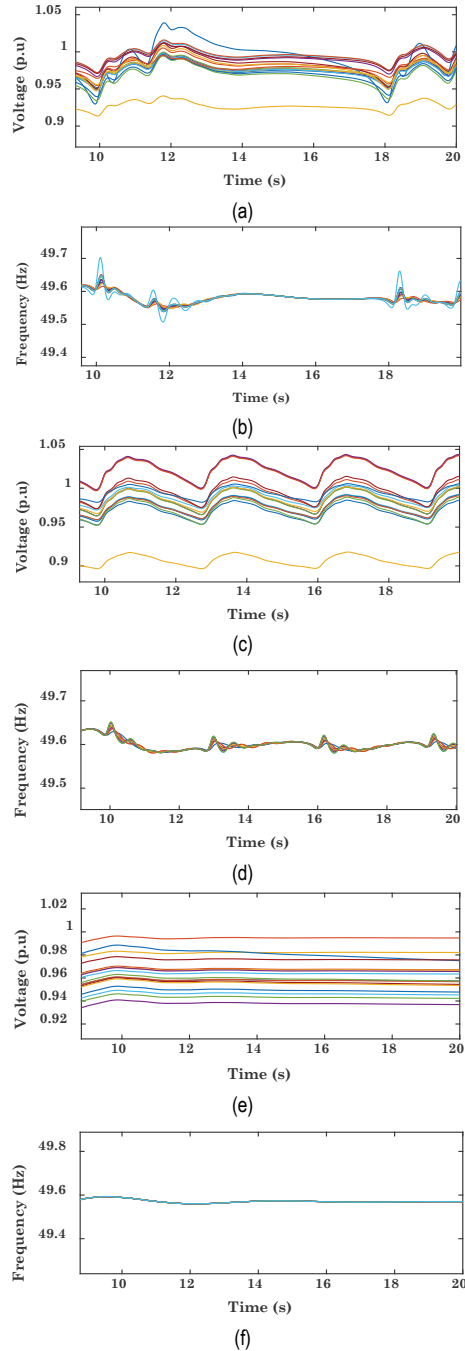 1.05
1
0.95
0.9
Voltage (p.u)
10 12 14 16 18 20
Time (s)
(a)
49.7
49.6
49.5
49.4
Frequency (Hz)
10 12 14 16 18
Time (s)
(b)
1.05
1
0.95
0.9
Voltage (p.u)
10 12 14 16 18
Time (s)
(c)
49.7
49.6
49.5
Frequency (Hz)
10 12 14 16 18 20
Time (s)
(d)
1.02
1
0.98
0.96
0.94
0.92
Voltage (p.u)
10 12 14 16 18 20
Time (s)
(e)
49.8
49.6
49.4
Frequency (Hz)
10 12 14 16 18 20
Time (s)
(f)